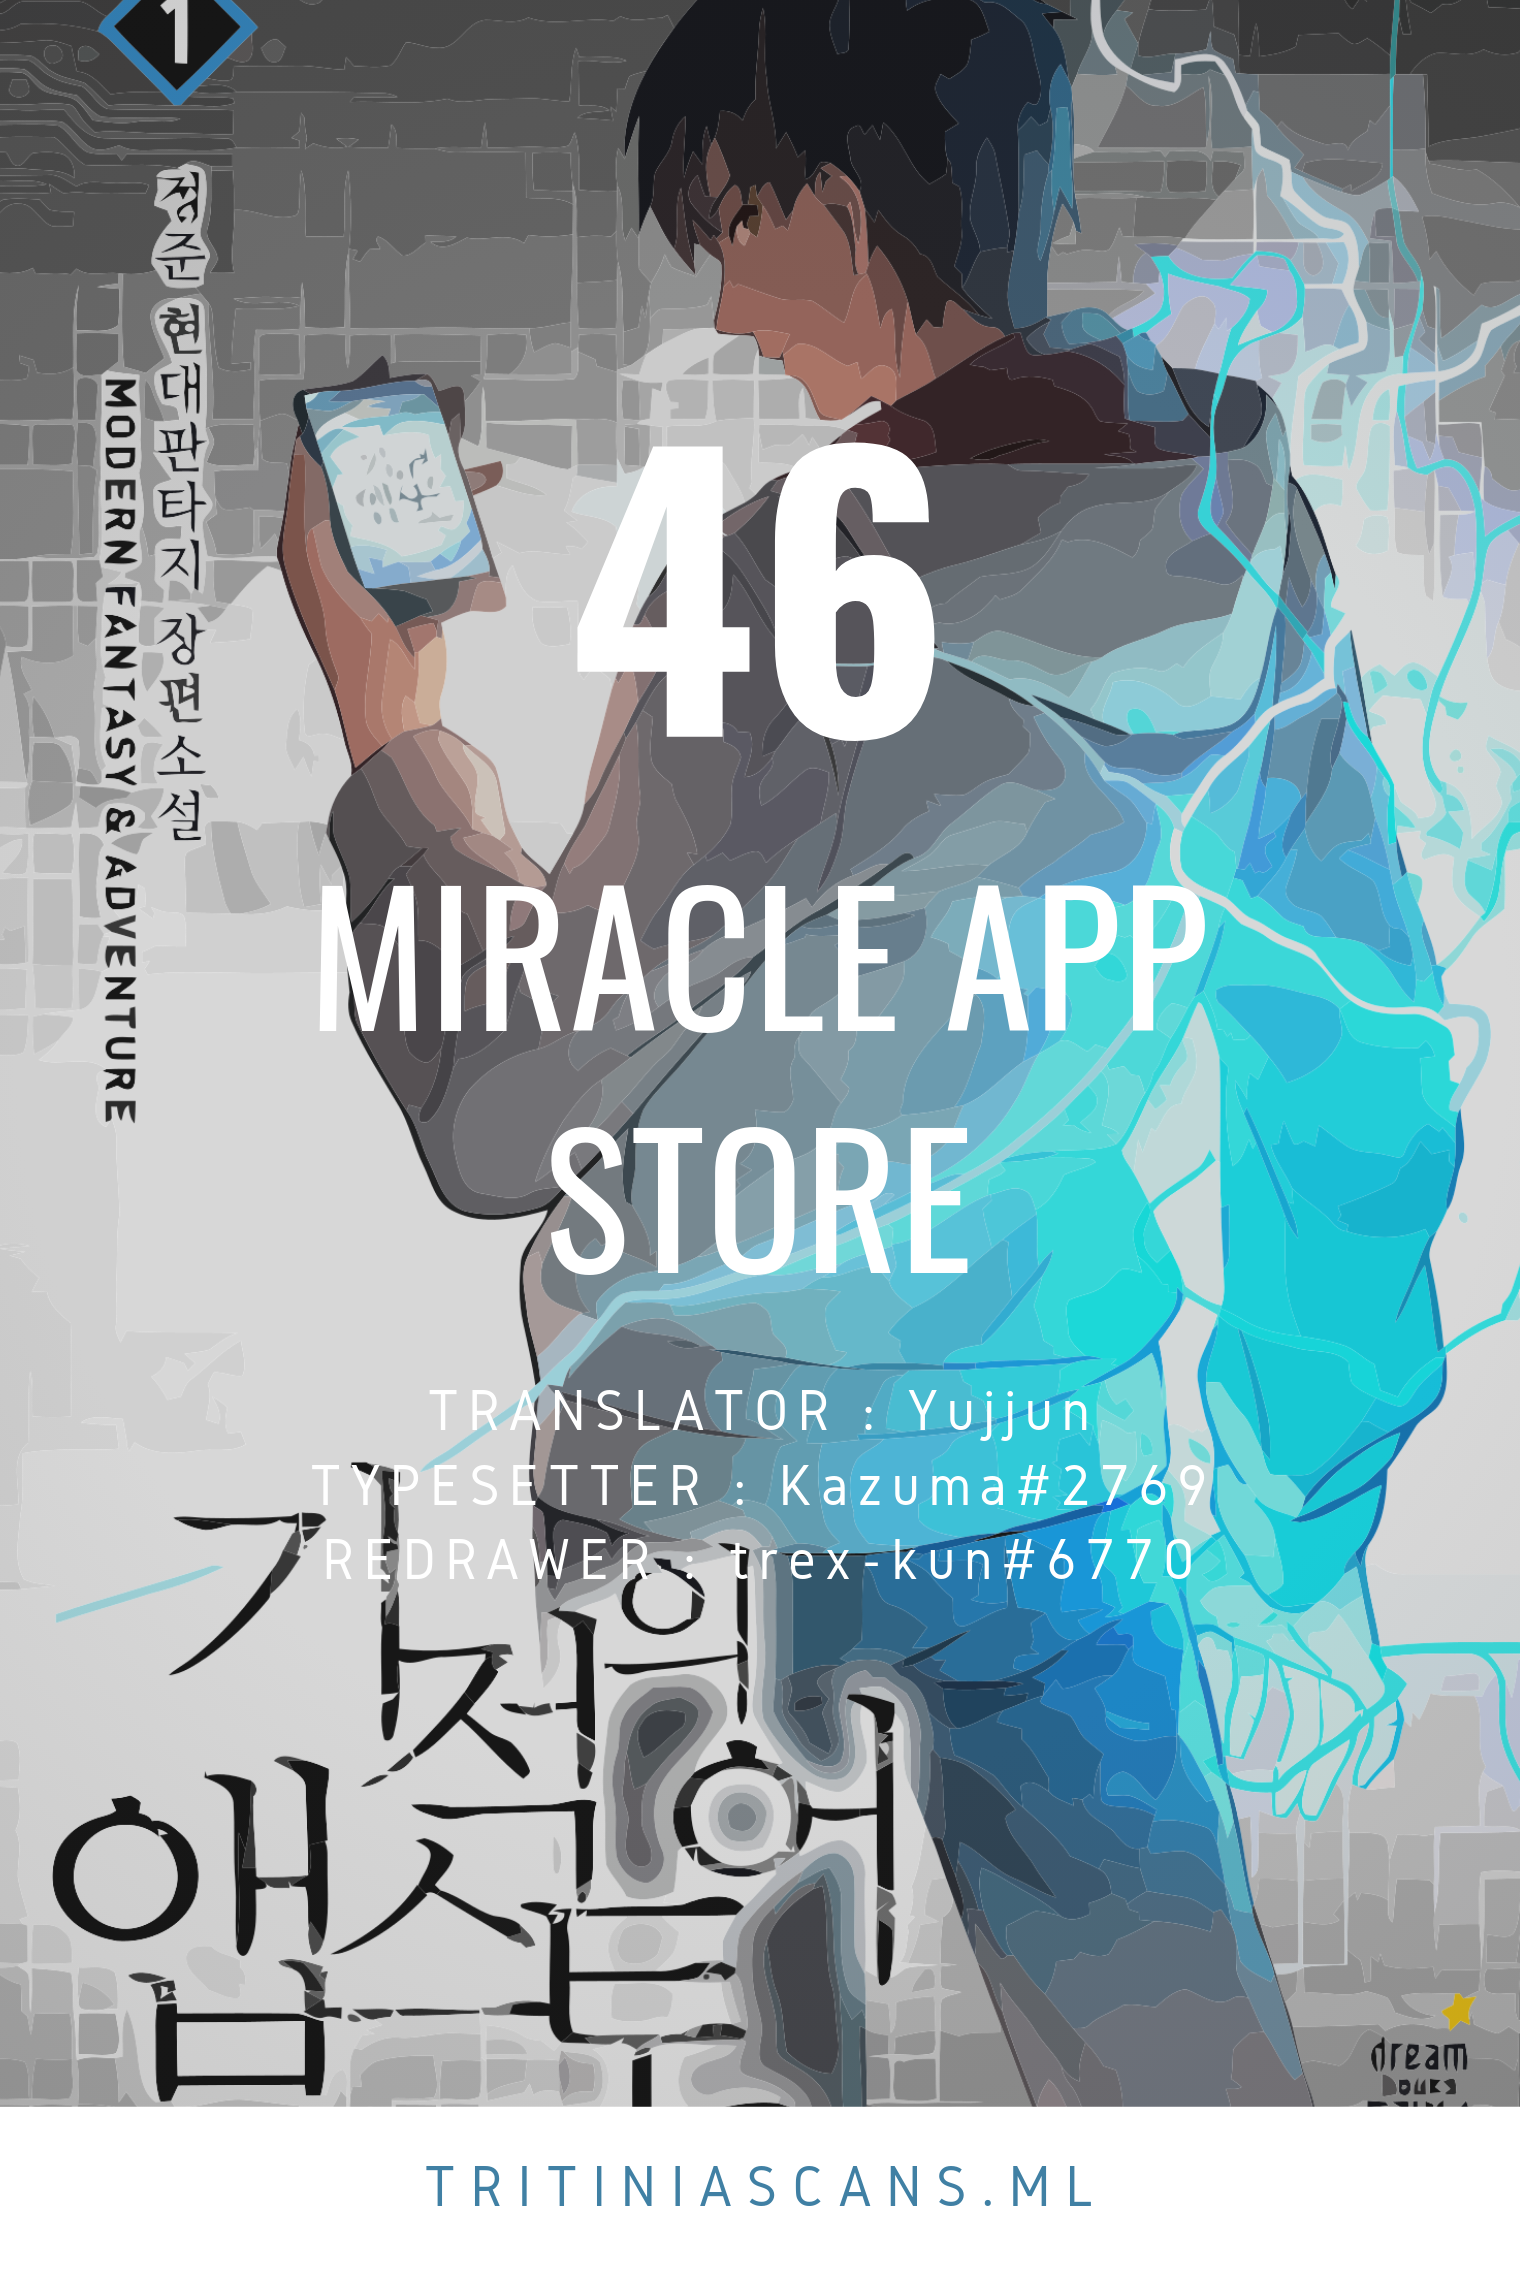 1
정준 현대 판타지 장편소설
MODERN FANTASY & ADVENTURE
46
MIRACLE APP
STORE
TRANSLATOR : Yujjun
TYPESETTER : Kazuma#2769
REDRAWER : trex-kun#6770
기적의
앱스토어
dream
TRITINIASCANS.ML